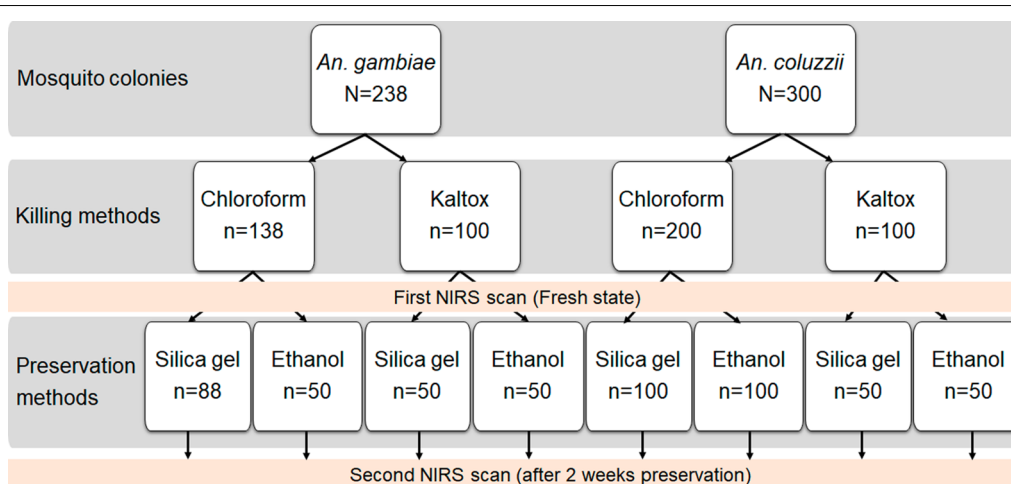 Mosquito colonies
An. gambiae
N=238
An. coluzzii
N=300
Killing methods
Chloroform
n=138
Kaltox
n=100
Chloroform
n=200
Kaltox
n=100
First NIRS scan (Fresh state)
Preservation
methods
Silica gel
n=88
Ethanol
n=50
Silica gel
n=50
Ethanol
n=50
Silica gel
n=100
Ethanol
n=100
Silica gel
n=50
Ethanol
n=50
Second NIRS scan (after 2 weeks preservation)